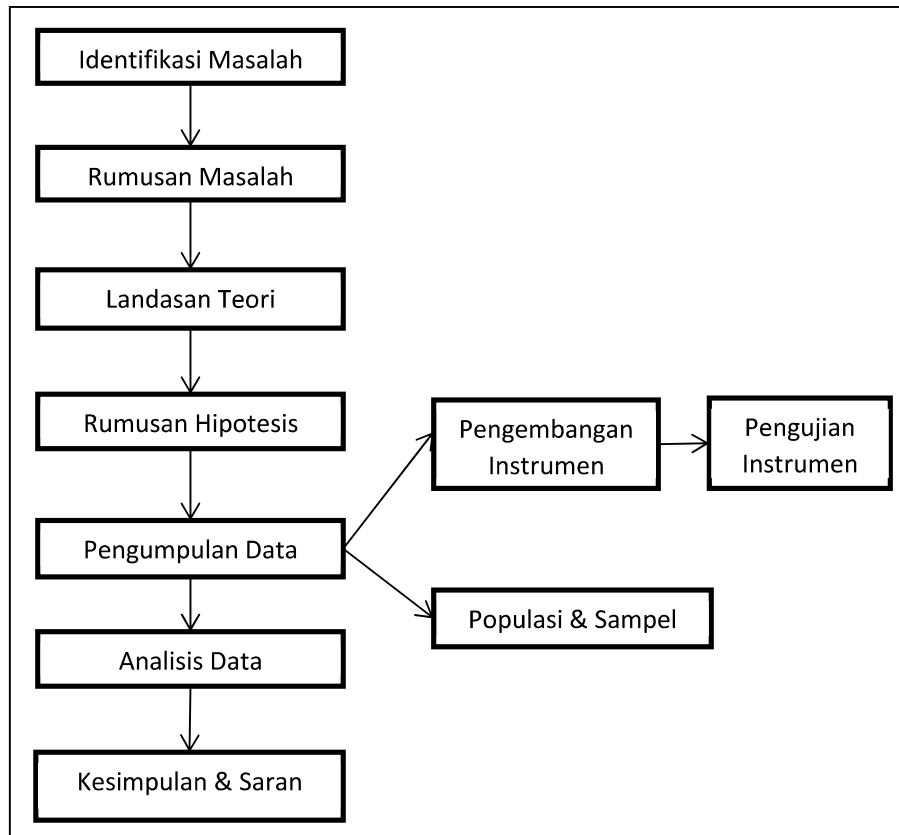 Identifikasi Masalah
Rumusan Masalah
Landasan Teori
Rumusan Hipotesis
Pengembangan
Instrumen
Pengujian
Instrumen
Pengumpulan Data
Populasi & Sampel
Analisis Data
Kesimpulan & Saran